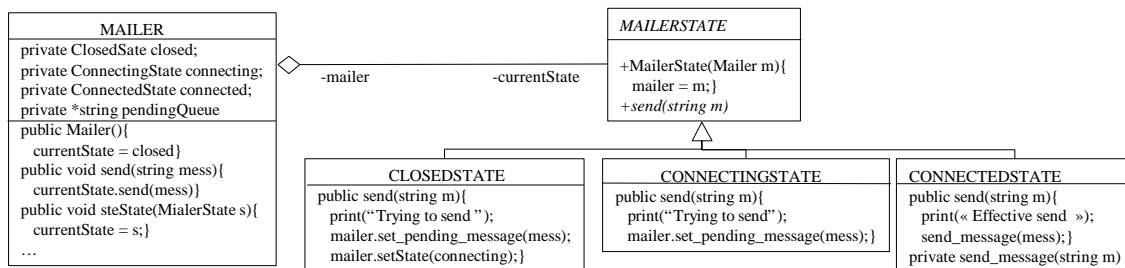 MAILER
private ClosedSate closed;
private ConnectingState connecting;
private ConnectedState connected;
private *string pendingQueue
public Mailer(){
currentState = closed}
public void send(string mess){
currentState.send(mess)}
public void steState(MialerState s){
currentState = s;}
…
-mailer
-currentState
MAILERSTATE
+MailerState(Mailer m){
mailer = m;}
+send(string m)
CLOSEDSTATE
public send(string m){
print(“Trying to send ”);
mailer.set_pending_message(mess);
mailer.setState(connecting);}
CONNECTINGSTATE
public send(string m){
print(“Trying to send”);
mailer.set_pending_message(mess);}
CONNECTEDSTATE
public send(string m){
print(« Effective send »);
send_message(mess);}
private send_message(string m)